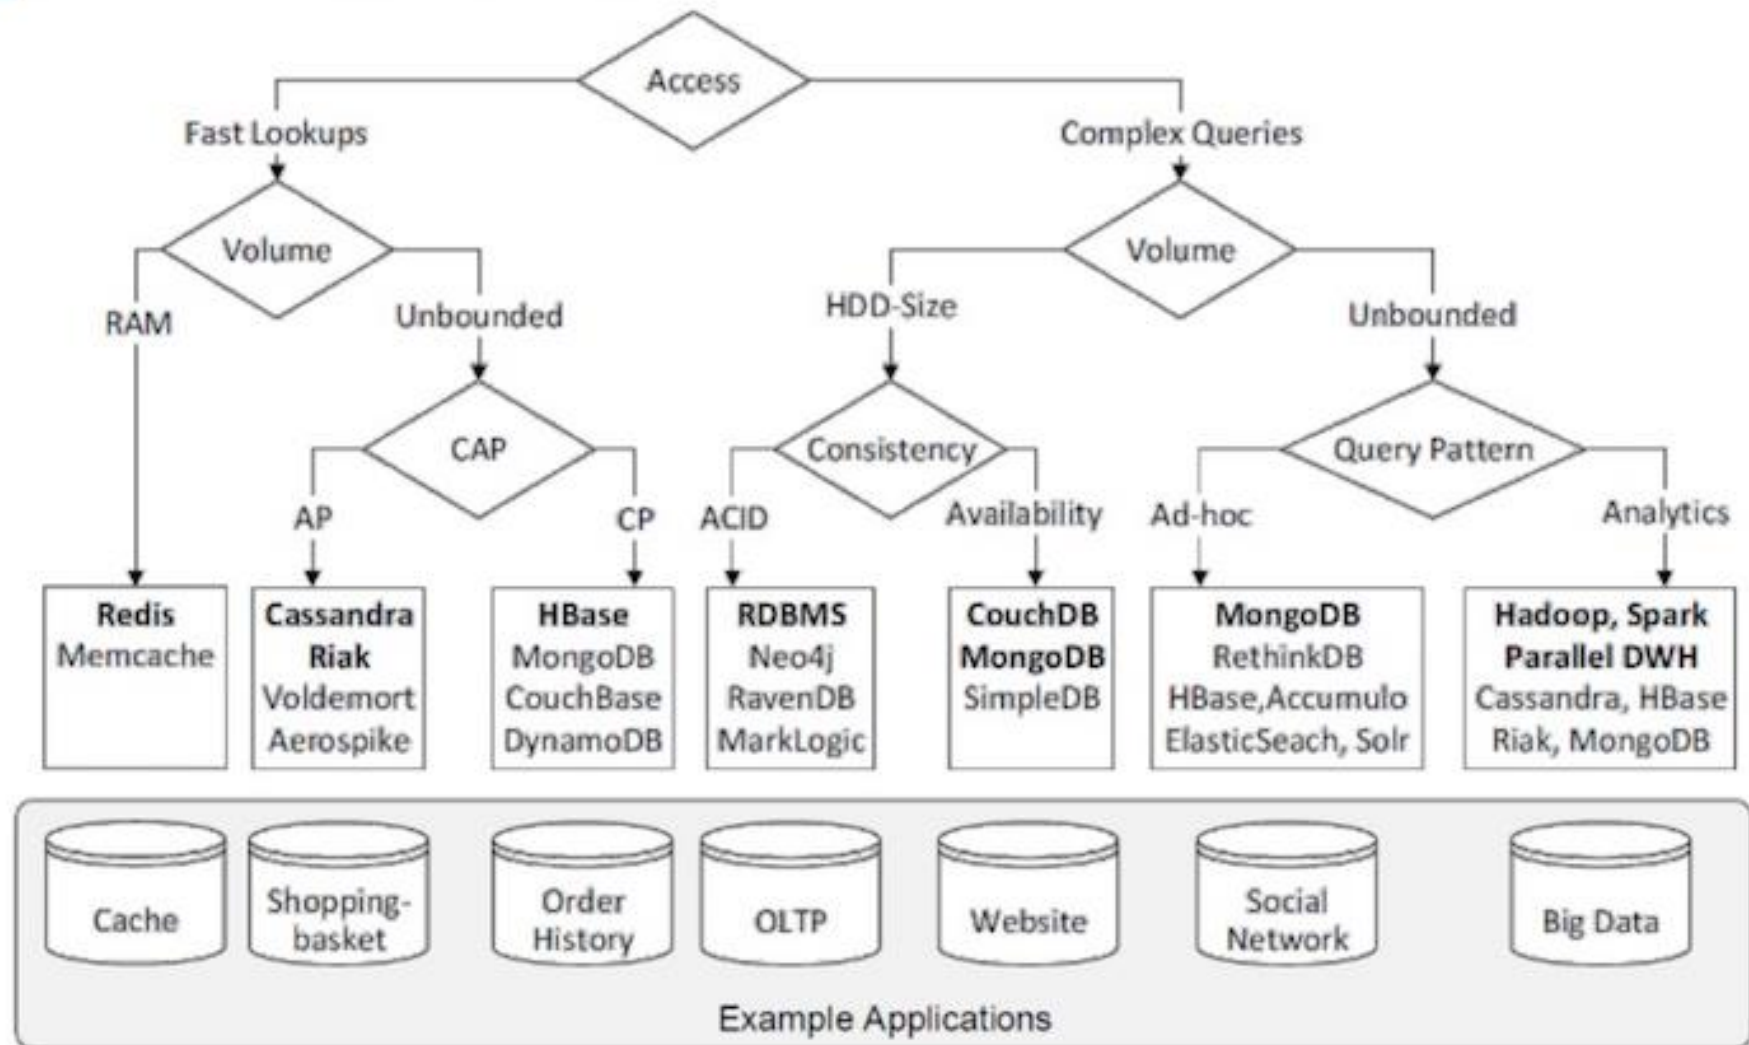 Access
Fast Lookups
Complex Queries
Volume
Volume
RAM
Unbounded
HDD-Size
Unbounded
CAP
Consistency
Query Pattern
AP
CP
ACID
Availability
Ad-hoc
Analytics
Redis
Memcache
Cassandra
Riak
Voldemort
Aerospike
HBase
MongoDB
CouchBase
DynamoDB
RDBMS
Neo4j
RavenDB
MarkLogic
CouchDB
MongoDB
SimpleDB
MongoDB
RethinkDB
HBase,Accumulo
ElasticSeach, Solr
Hadoop, Spark
Parallel DWH
Cassandra, HBase
Riak, MongoDB
Cache
Shopping-
basket
Order
History
OLTP
Website
Social
Network
Big Data
Example Applications